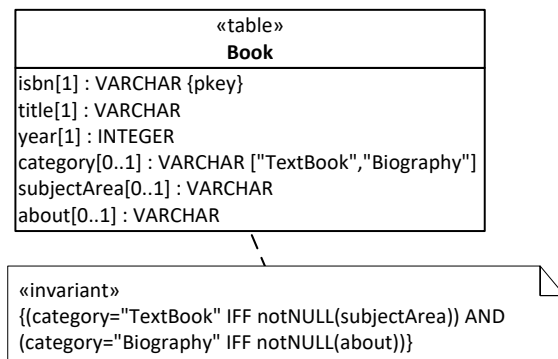 «table»
Book
isbn[1] : VARCHAR {pkey}
title[1] : VARCHAR
year[1] : INTEGER
category[0..1] : VARCHAR ["TextBook","Biography"]
subjectArea[0..1] : VARCHAR
about[0..1] : VARCHAR
«invariant»
{(category="TextBook" IFF notNULL(subjectArea)) AND
(category="Biography" IFF notNULL(about))}